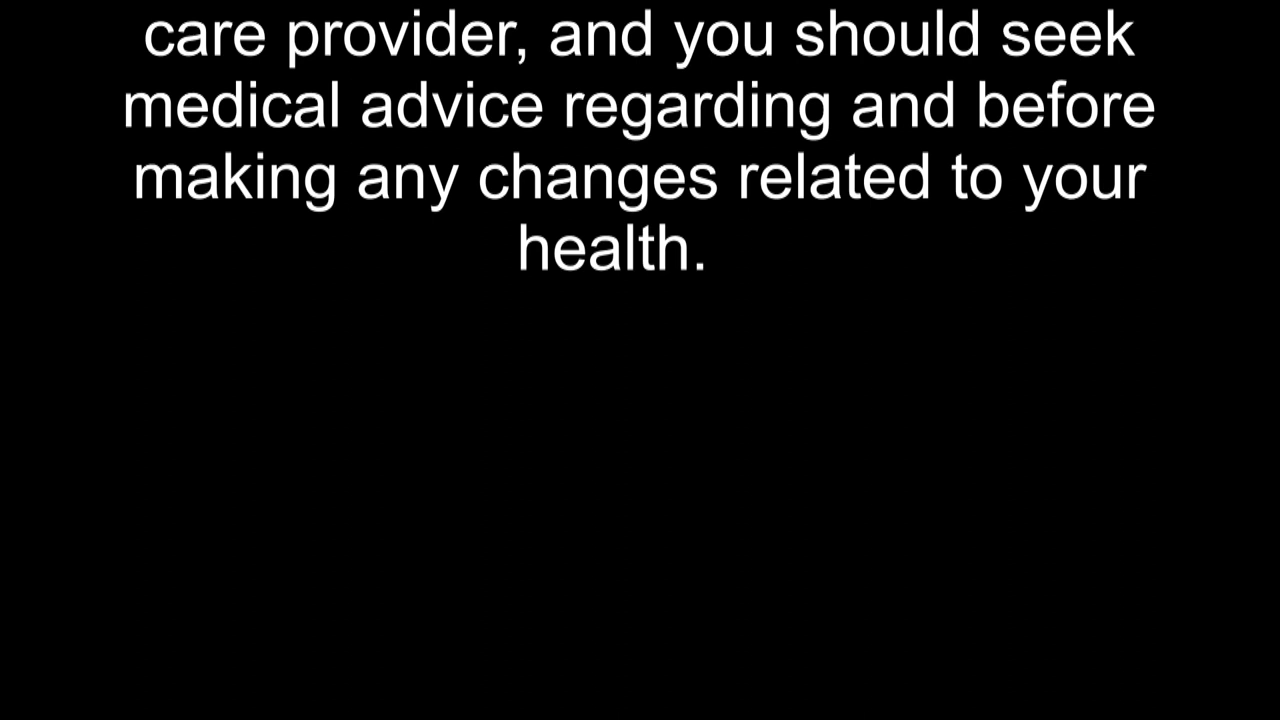 care provider, and you should seek
medical advice regarding and before
making any changes related to your
health.